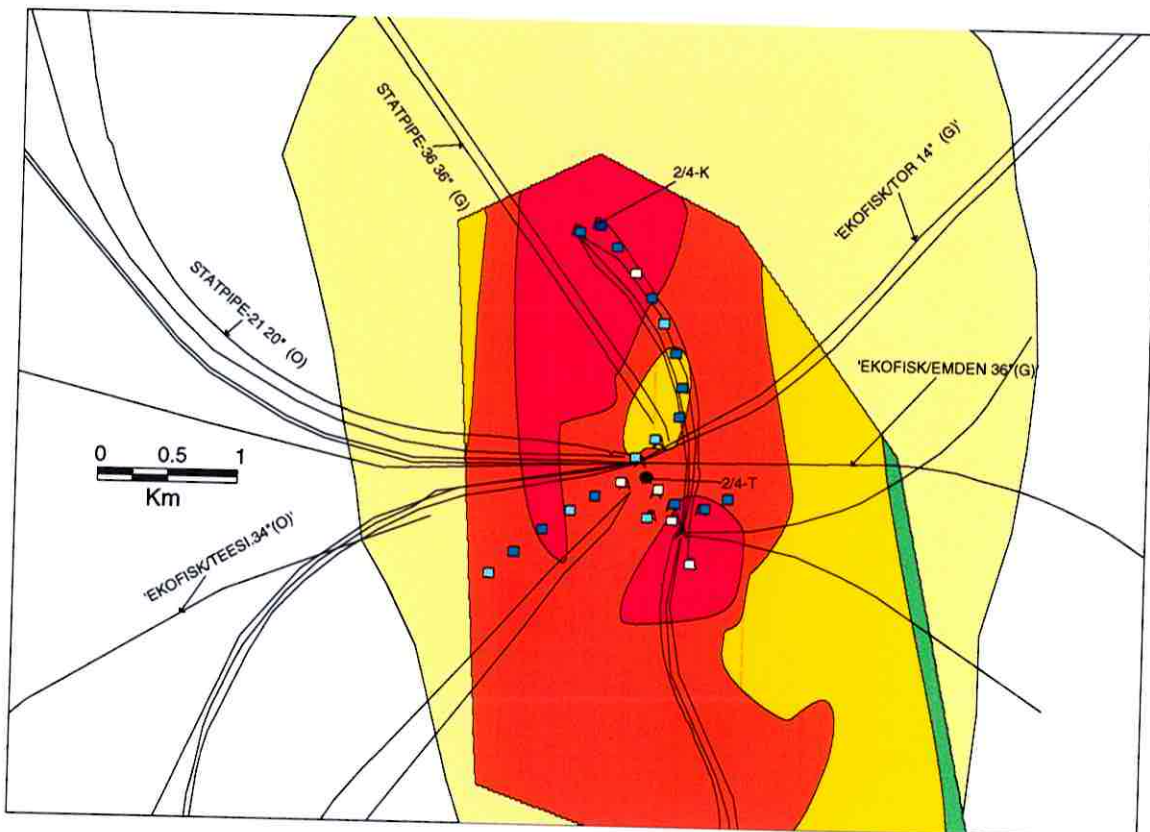 STATPIPE-36 36" (G)
'EKOFISK/TOR 14" (G)'
2/4-K
STATPIPE-21 20" (O)
'EKOFISK/EMDEN 36"(G)'
0 0.5 1
Km
2/4-T
'EKOFISK/TEESI.34"(O)'